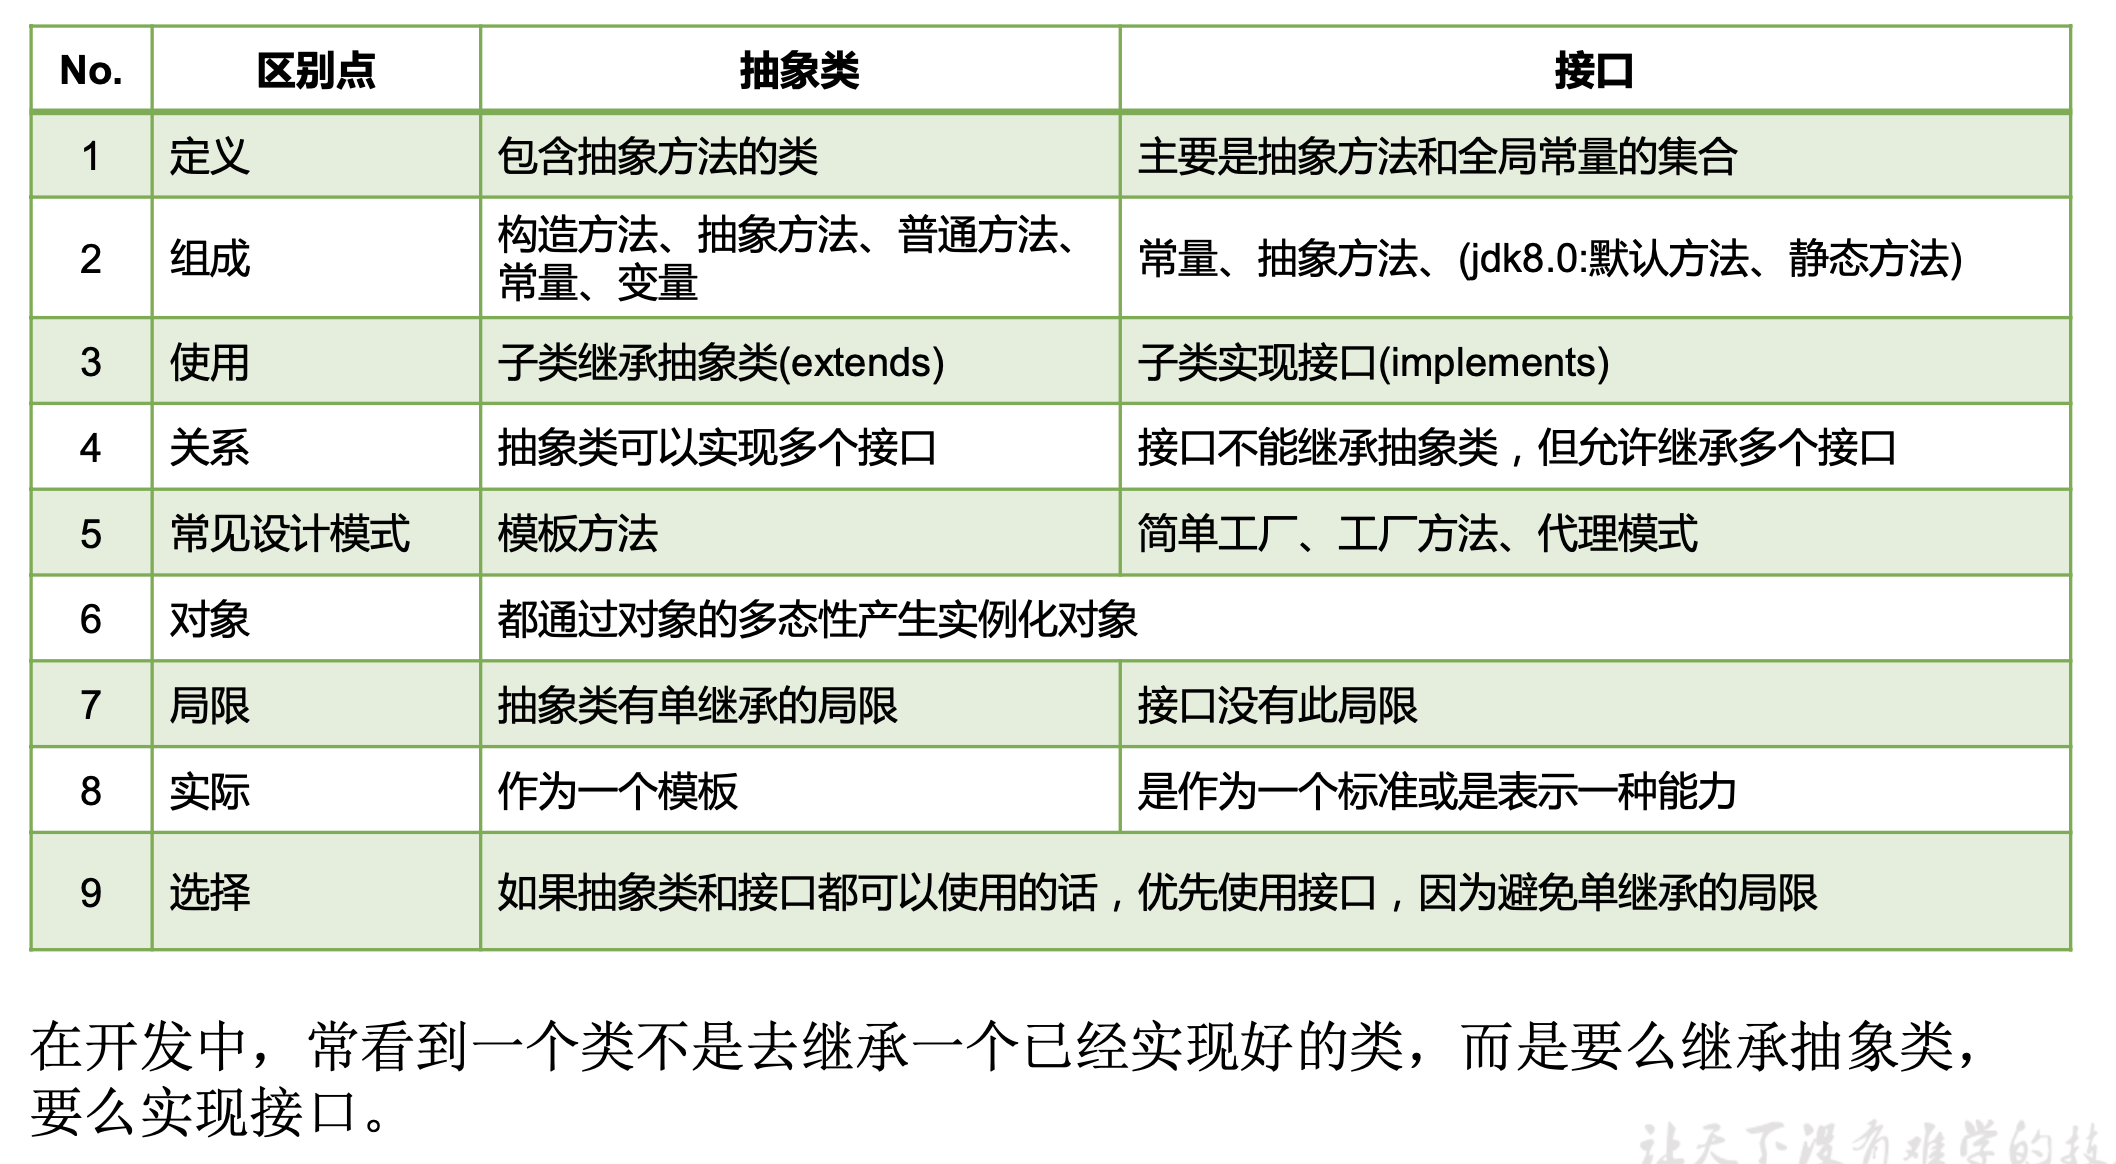 No. 区别点 抽象类 接口
1 定义 包含抽象方法的类 主要是抽象方法和全局常量的集合
2 组成 构造方法、抽象方法、普通方法、
常量、变量 常量、抽象方法、(jdk8.0:默认方法、静态方法)
3 使用 子类继承抽象类(extends) 子类实现接口(implements)
4 关系 抽象类可以实现多个接口 接口不能继承抽象类，但允许继承多个接口
5 常见设计模式 模板方法 简单工厂、工厂方法、代理模式
6 对象 都通过对象的多态性产生实例化对象
7 局限 抽象类有单继承的局限 接口没有此局限
8 实际 作为一个模板 是作为一个标准或是表示一种能力
9 选择 如果抽象类和接口都可以使用的话，优先使用接口，因为避免单继承的局限
在开发中，常看到一个类不是去继承一个已经实现好的类，而是要么继承抽象类，
要么实现接口。
让天下没有难学的技